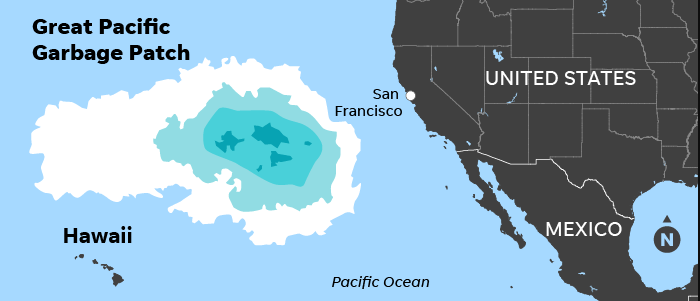 Great Pacific
Garbage Patch
UNITED STATES
San
Francisco
Hawaii
MEXICO
N
Pacific Ocean